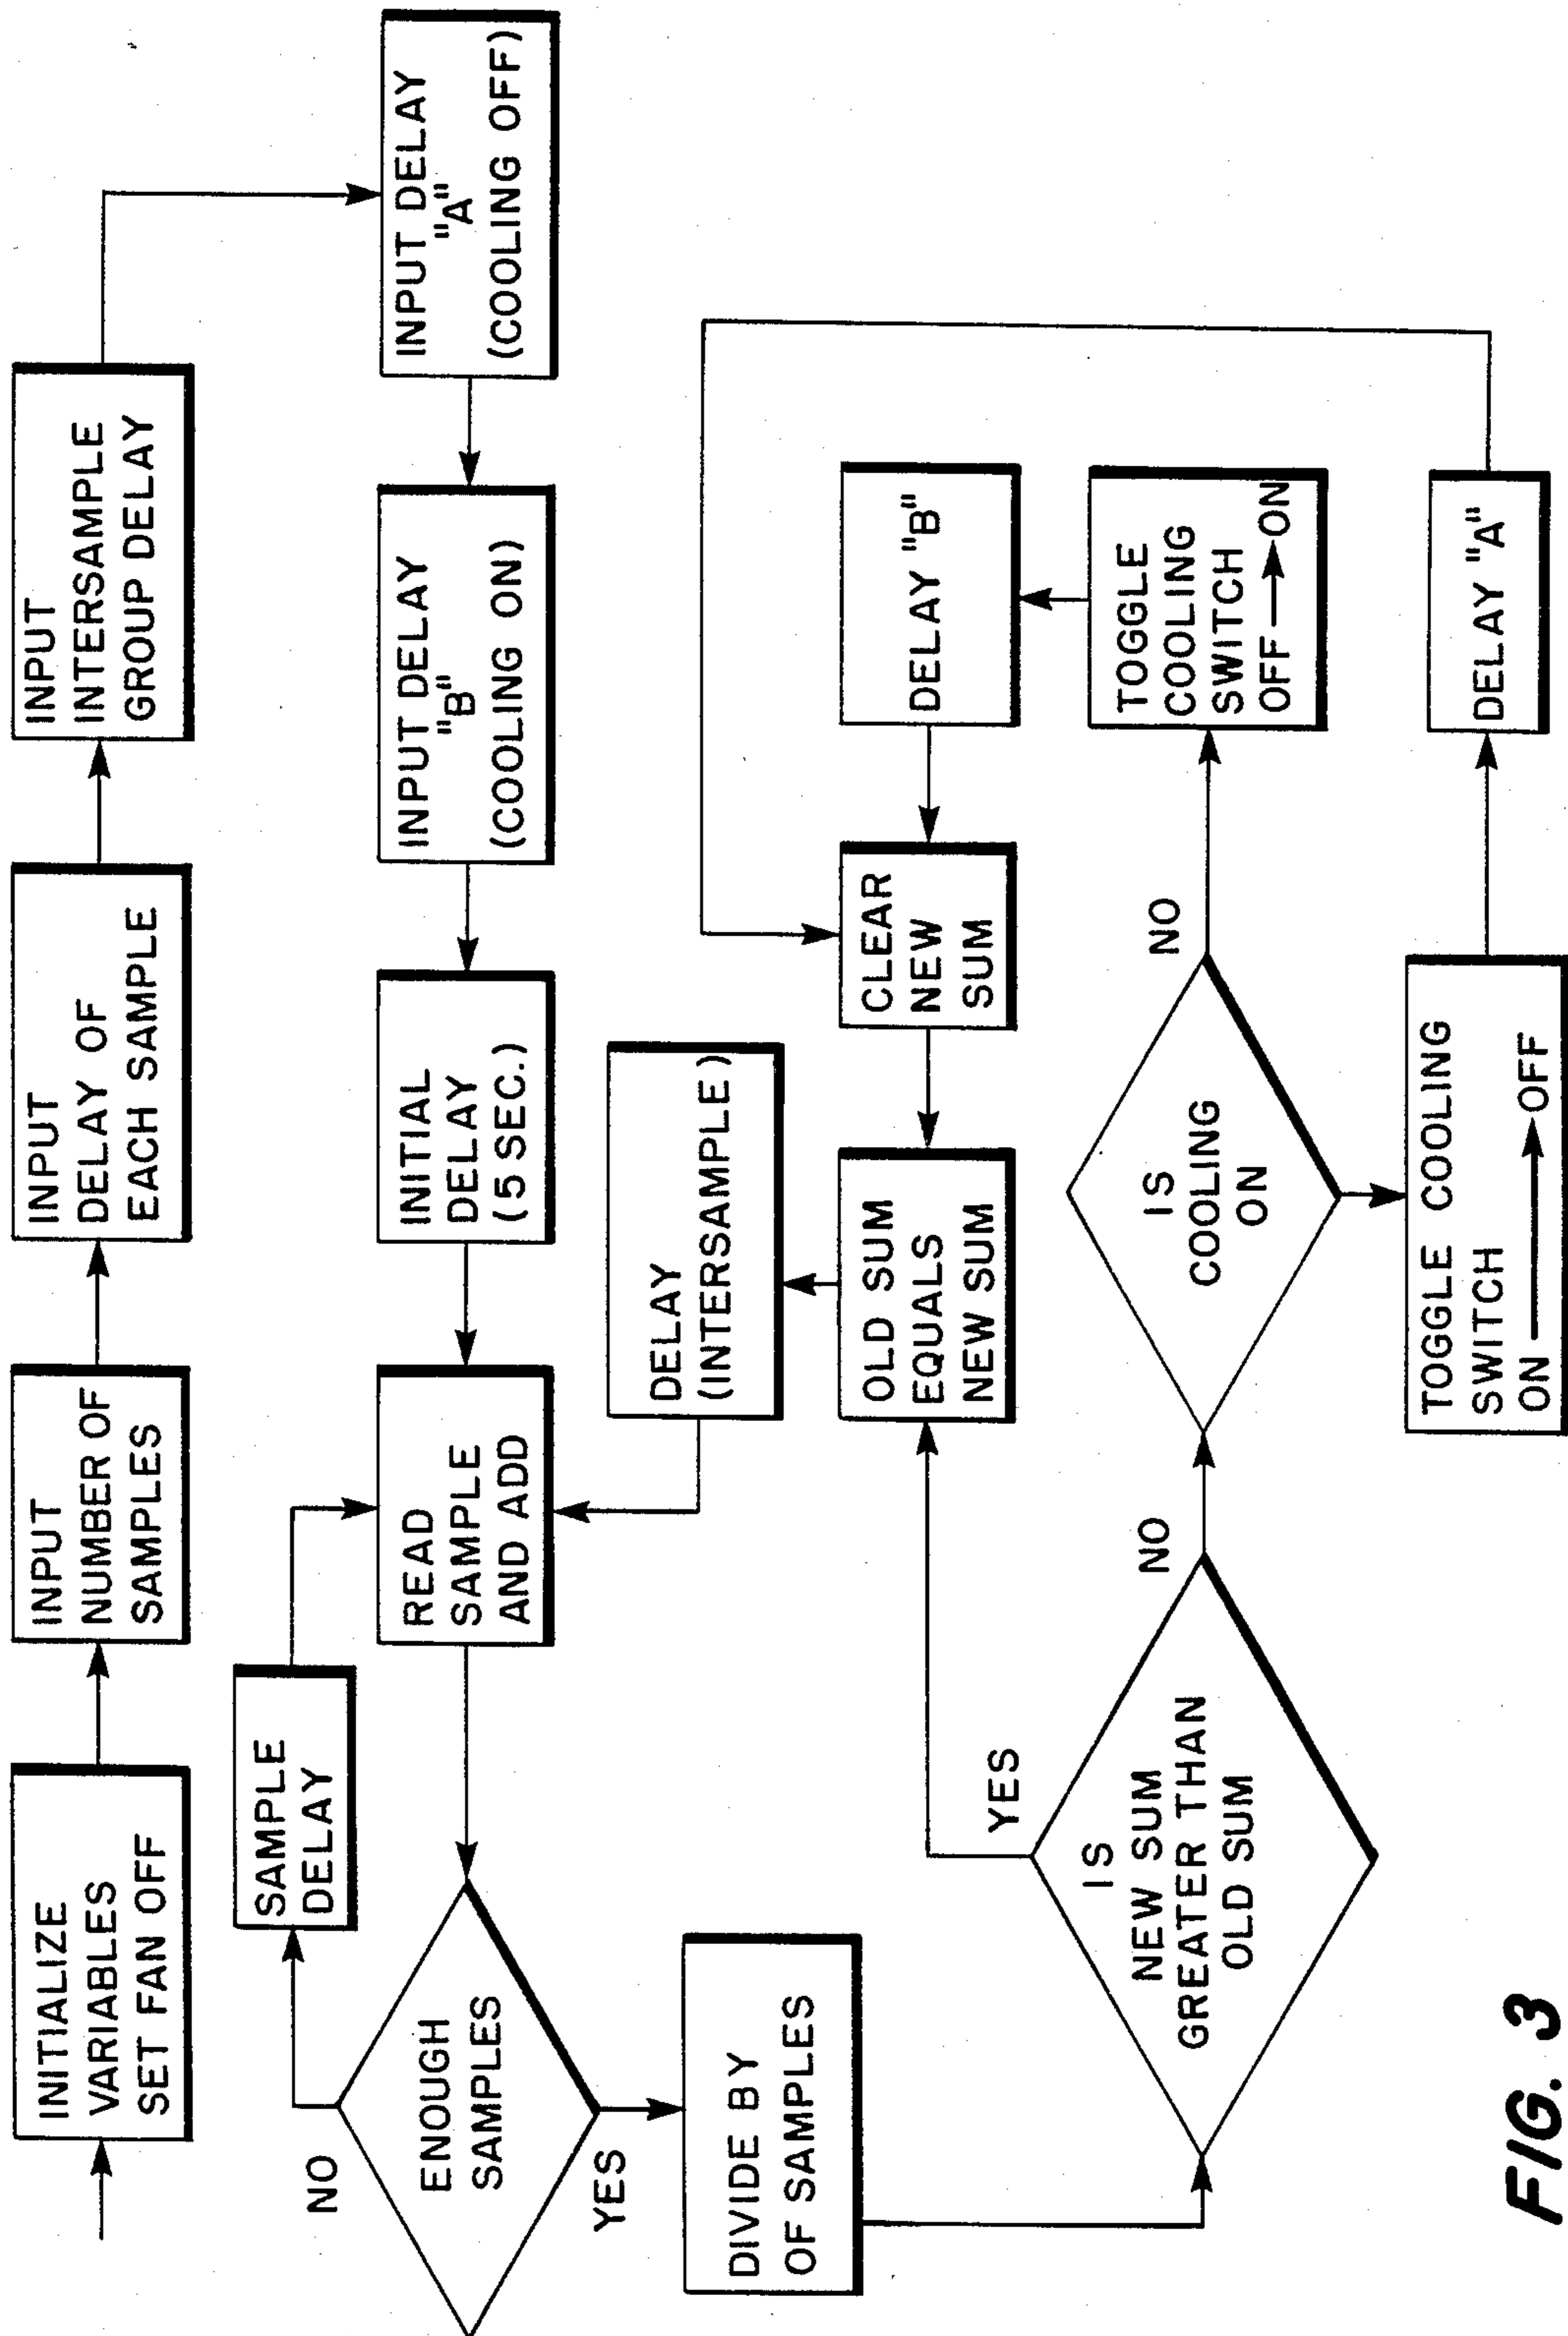 INITIALIZE
VARIABLES
SET FAN OFF
INPUT
NUMBER OF
SAMPLES
INPUT
DELAY OF
EACH SAMPLE
INPUT
INTERSAMPLE
GROUP DELAY
INPUT DELAY
"A"
(COOLING OFF)
INPUT DELAY
"B"
(COOLING ON)
INITIAL
DELAY
(5 SEC.)
READ
SAMPLE
AND ADD
SAMPLE
DELAY
NO
ENOUGH
SAMPLES
YES
DIVIDE BY
OF SAMPLES
IS
NEW SUM
GREATER THAN
OLD SUM
YES
NO
OLD SUM
EQUALS
NEW SUM
DELAY
(INTERSAMPLE)
CLEAR
NEW
SUM
DELAY "B"
IS
COOLING
ON
NO
TOGGLE
COOLING
SWITCH
OFF ON
TOGGLE COOLING
SWITCH
ON OFF
DELAY "A"
FIG. 3